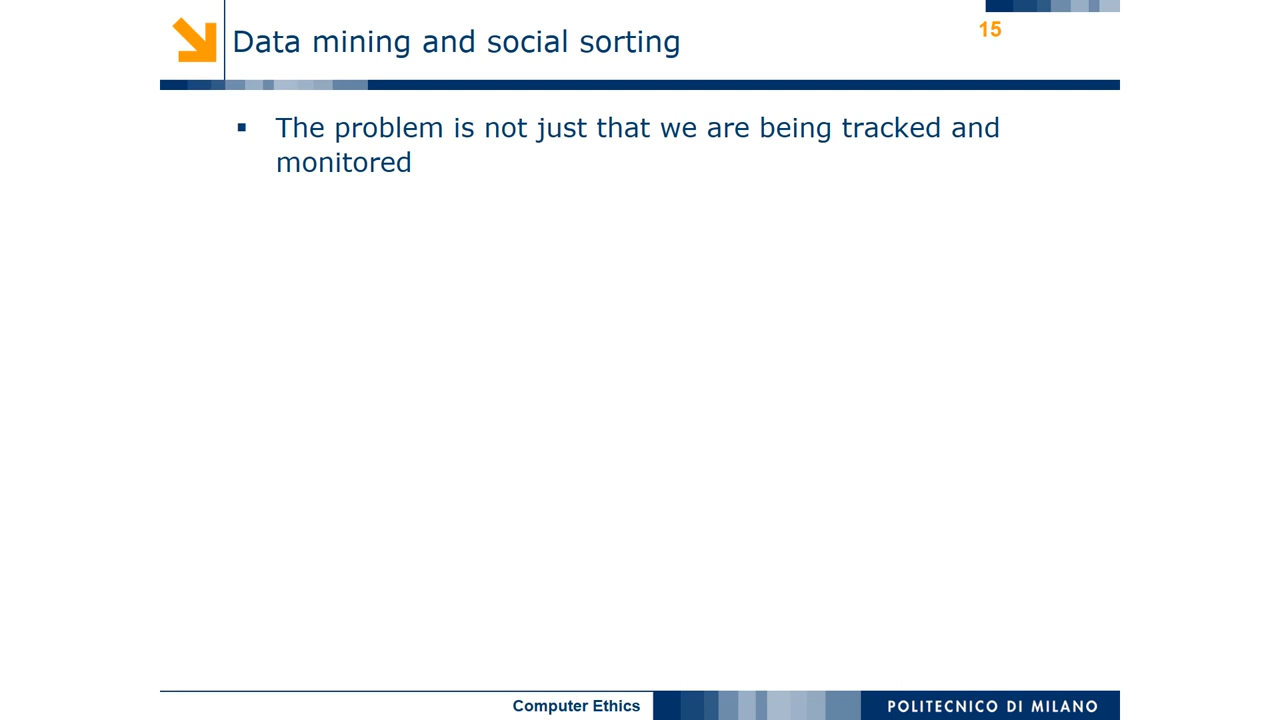 Data mining and social sorting
15
▪ The problem is not just that we are being tracked and
monitored
Computer Ethics
POLITECNICO DI MILANO